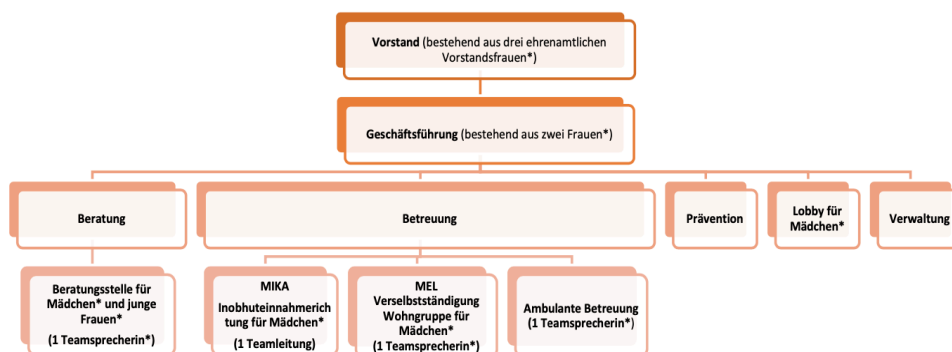 Vorstand (bestehend aus drei ehrenamtlichen
Vorstandsfrauen*)
Geschäftsführung (bestehend aus zwei Frauen*)
Beratung
Betreuung
Prävention
Lobby für
Mädchen*
Verwaltung
Beratungsstelle für
Mädchen* und junge
Frauen*
(1 Teamsprecherin*)
MIKA
Inobhuteinnahmerich
tung für Mädchen*
(1 Teamleitung)
MEL
Verselbstständigung
Wohngruppe für
Mädchen*
(1 Teamsprecherin*)
Ambulante Betreuung
(1 Teamsprecherin*)